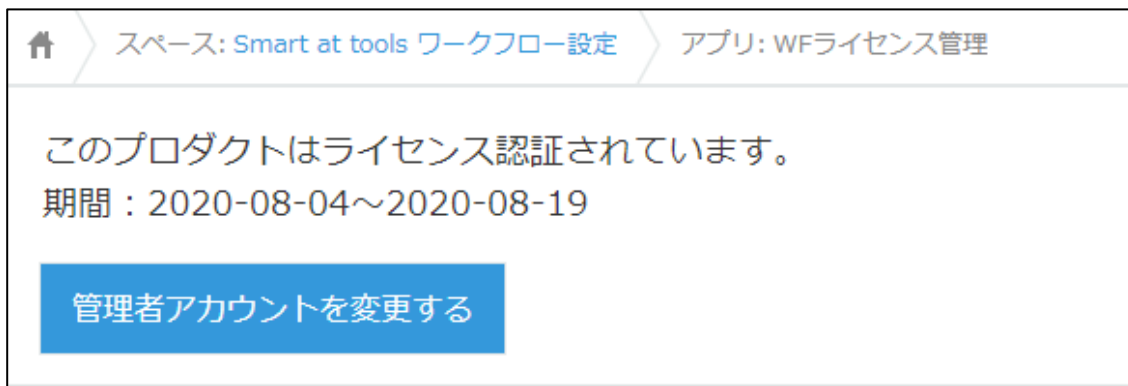 スペース: Smart at tools ワークフロー設定 アプリ: WFライセンス管理
このプロダクトはライセンス認証されています。
期間：2020-08-04～2020-08-19
管理者アカウントを変更する